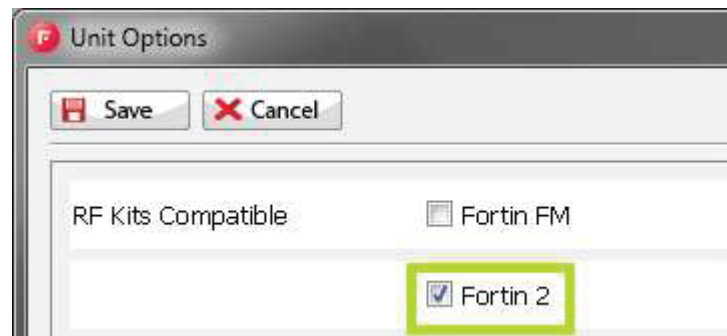 F Unit Options
Save Cancel
RF Kits Compatible Fortin FM
Fortin 2